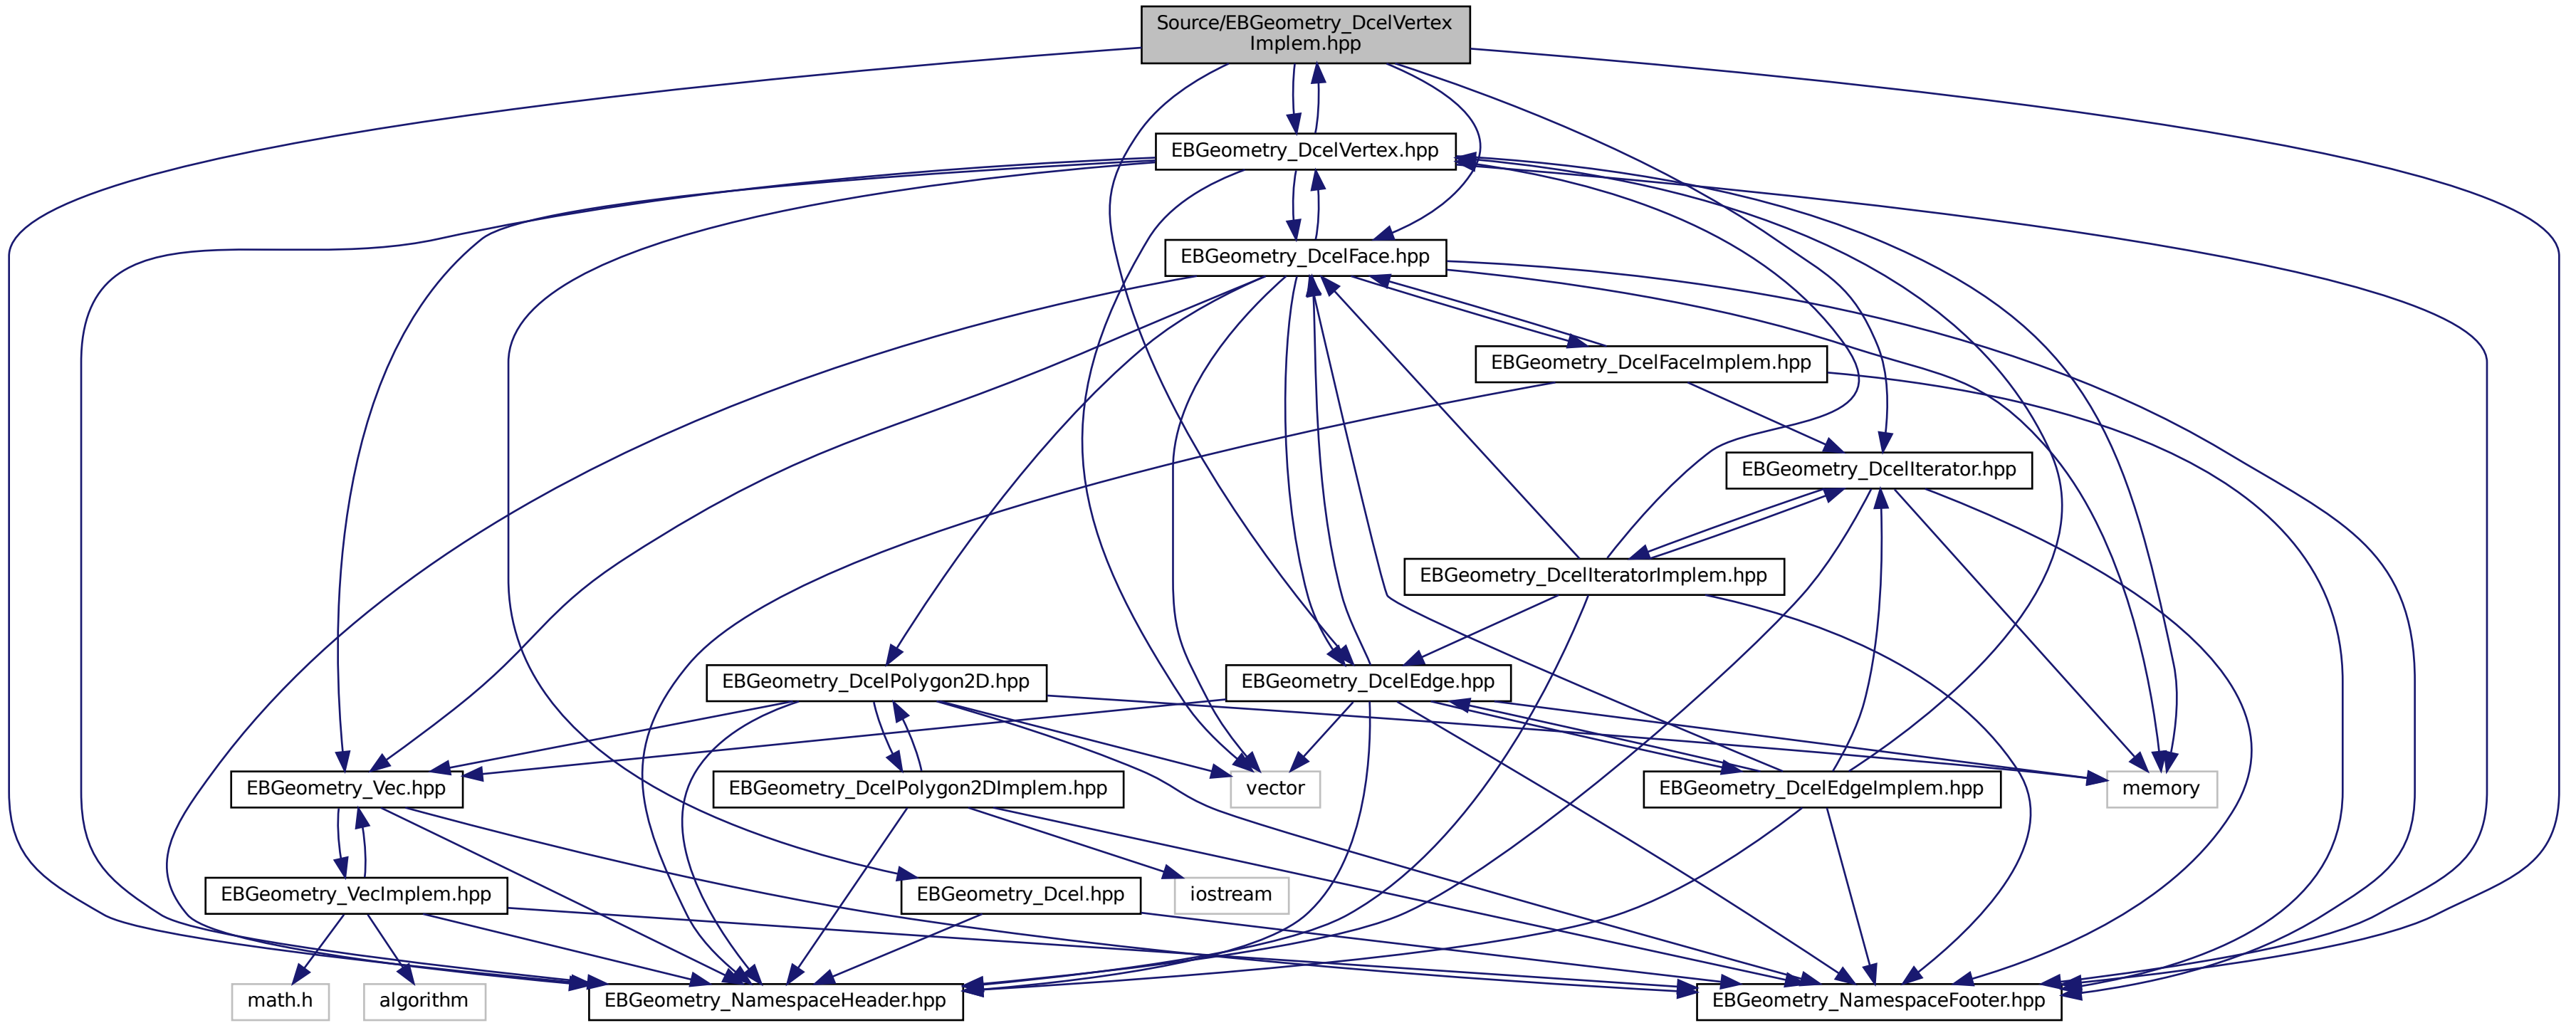 Source/EBGeometry_DcelVertex
Implem.hpp
EBGeometry_DcelVertex.hpp
EBGeometry_DcelFace.hpp
EBGeometry_DcelFaceImplem.hpp
EBGeometry_DcelIterator.hpp
EBGeometry_DcelIteratorImplem.hpp
EBGeometry_DcelPolygon2D.hpp
EBGeometry_DcelEdge.hpp
EBGeometry_Vec.hpp
EBGeometry_DcelPolygon2DImplem.hpp
vector
EBGeometry_DcelEdgeImplem.hpp
memory
EBGeometry_VecImplem.hpp
EBGeometry_Dcel.hpp
iostream
math.h
algorithm
EBGeometry_NamespaceHeader.hpp
EBGeometry_NamespaceFooter.hpp